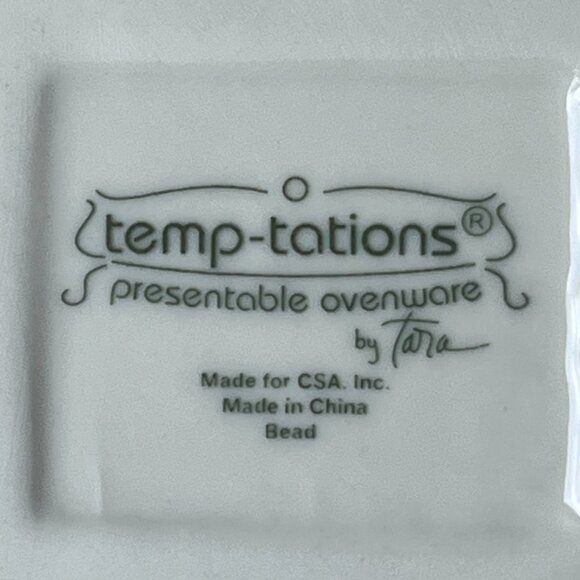 temp-tations®
presentable ovenware
by Tara
Made for CSA. Inc.
Made in China
Bead